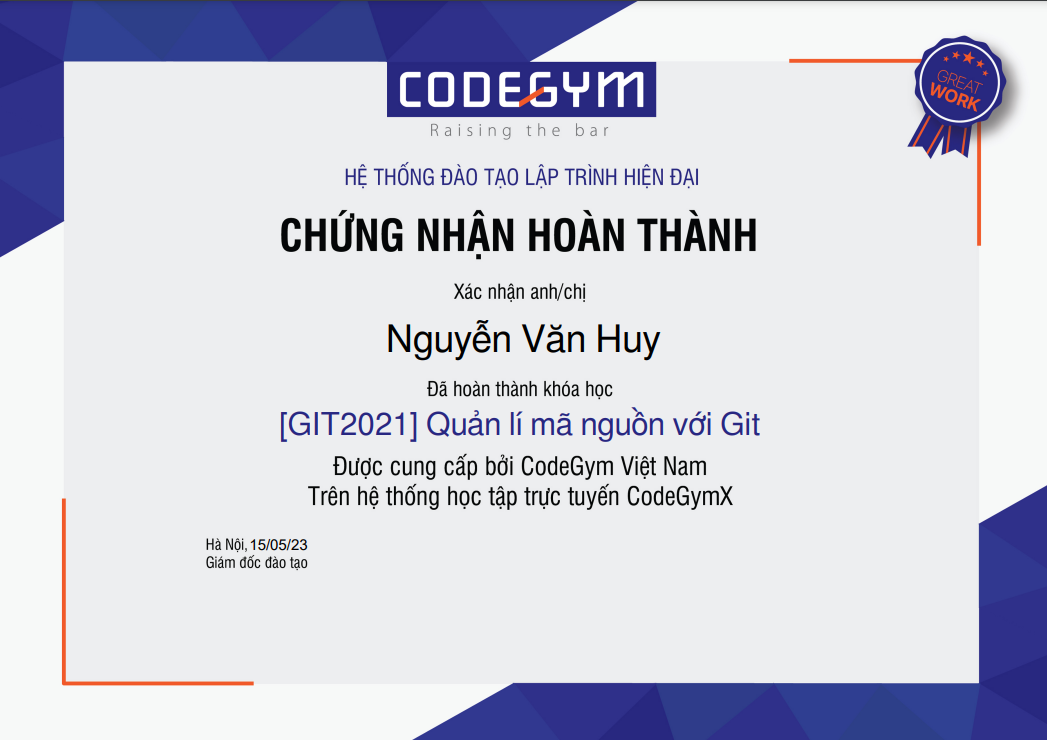 CODEGYM
Raising the bar
GREAT
WORK
HỆ THỐNG ĐÀO TẠO LẬP TRÌNH HIỆN ĐẠI
CHỨNG NHẬN HOÀN THÀNH
Xác nhận anh/chị
Nguyễn Văn Huy
Đã hoàn thành khóa học
[GIT2021] Quản lí mã nguồn với Git
Được cung cấp bởi CodeGym Việt Nam
Trên hệ thống học tập trực tuyến CodeGymX
Hà Nội, 15/05/23
Giám đốc đào tạo